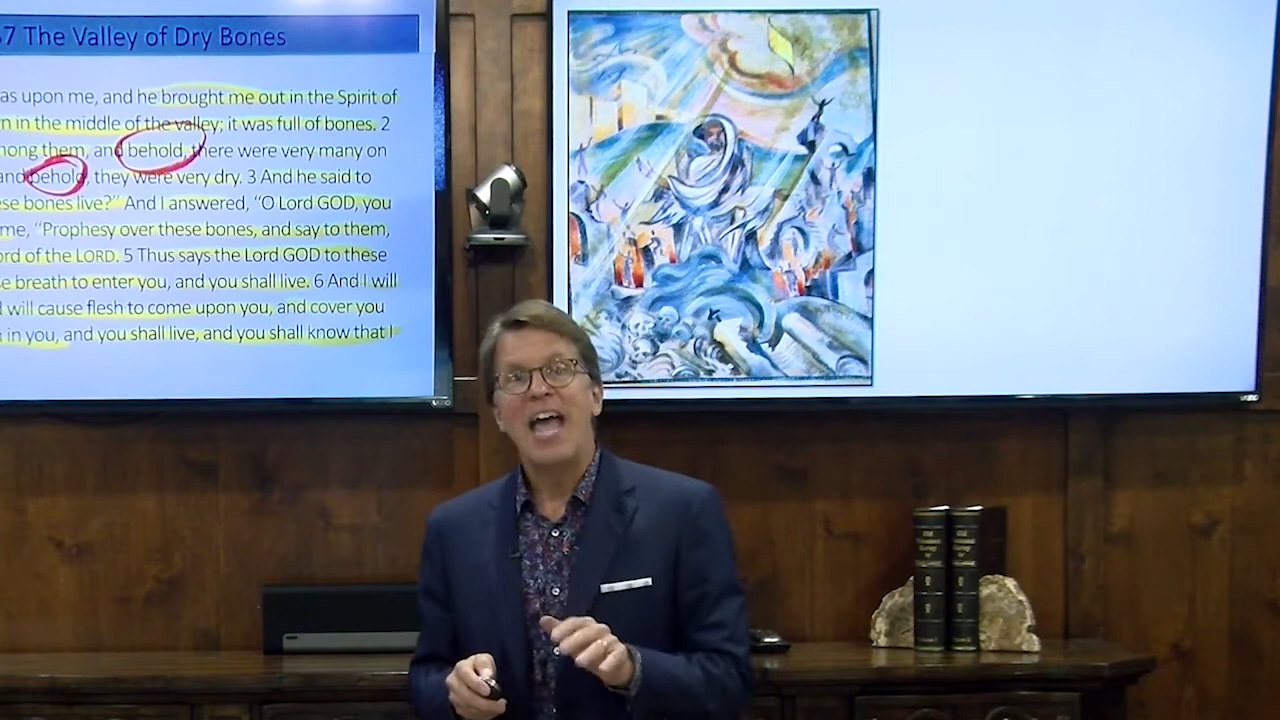 37 The Valley of Dry Bones
as upon me, and he brought me out in the Spirit of
n in the middle of the valley; it was full of bones. 2
mong them, and behold, there were very many on
and behold, they were very dry. 3 And he said to
se bones live?” And I answered, “O Lord GOD, you
me, “Prophesy over these bones, and say to them,
ord of the LORD. 5 Thus says the Lord GOD to these
e breath to enter you, and you shall live. 6 And I will
d will cause flesh to come upon you, and cover you
in you, and you shall live, and you shall know that I
Old
Survey
Old
Survey